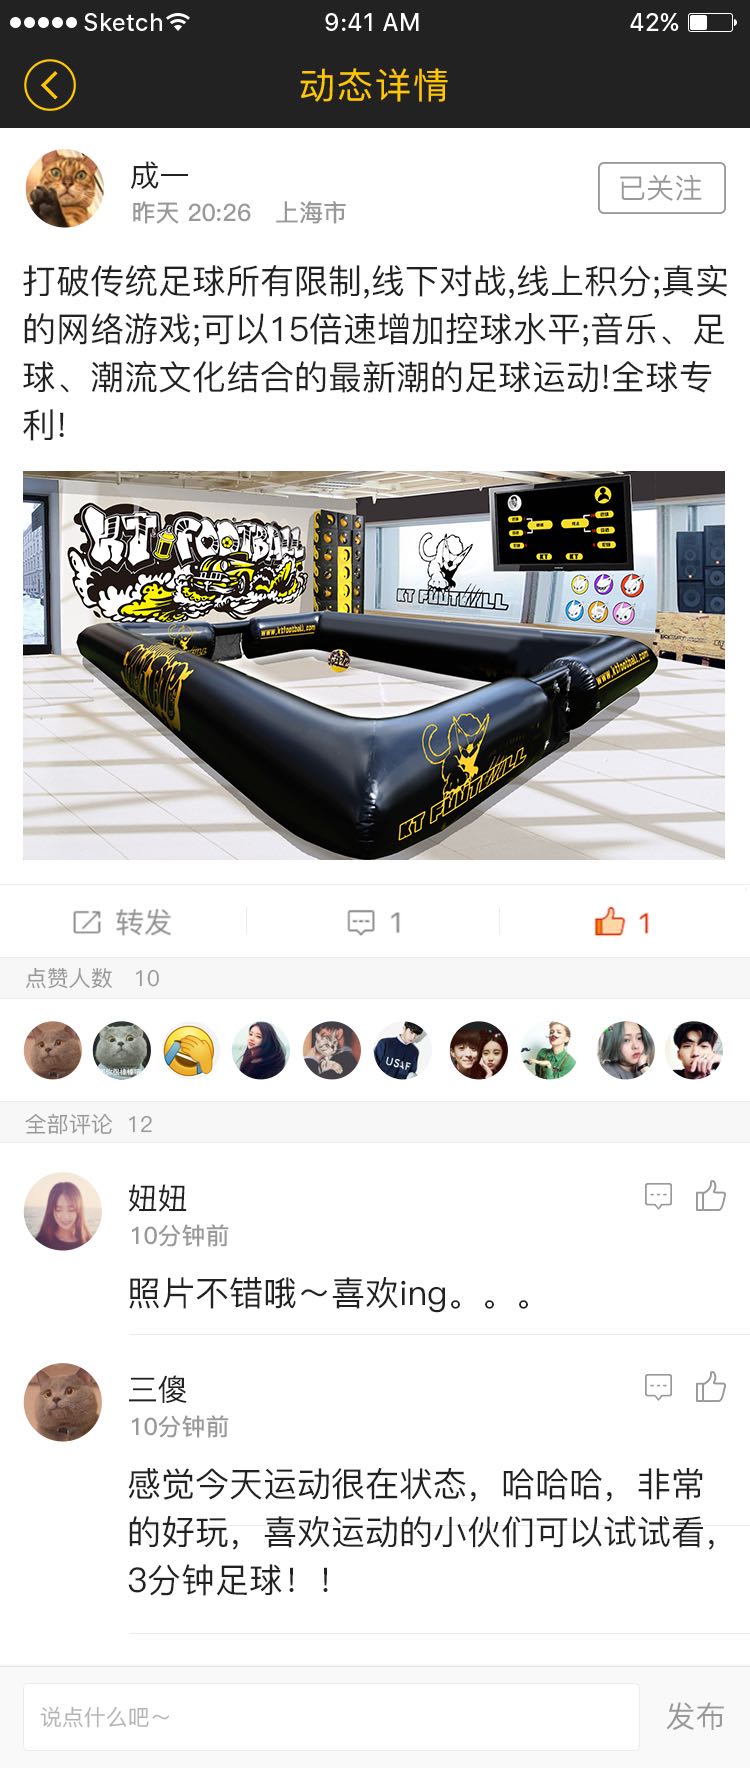 Sketch 9:41 AM 42%
动态详情
成一
已关注
昨天 20:26 上海市
打破传统足球所有限制,线下对战,线上积分;真实
的网络游戏;可以15倍速增加控球水平;音乐、足
球、潮流文化结合的最新潮的足球运动!全球专
利!
KT FOOTBALL
KT FOOTBALL
KT KT
www.ktfootball.com
www.ktfootball.com
KT FOOTBALL
转发 1 1
点赞人数 10
USAF
全部评论 12
妞妞
10分钟前
照片不错哦～喜欢ing。。。
三傻
10分钟前
感觉今天运动很在状态，哈哈哈，非常
的好玩，喜欢运动的小伙们可以试试看，
3分钟足球！！
说点什么吧～ 发布